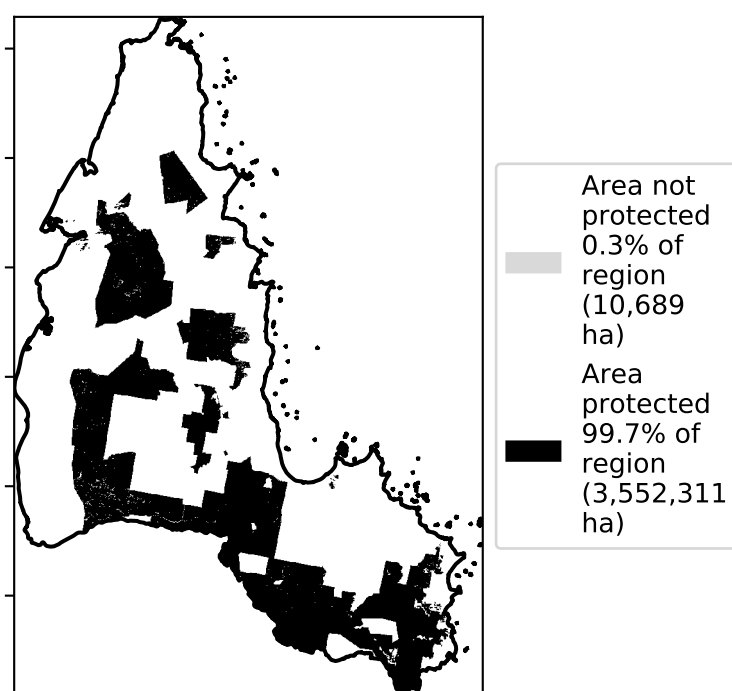 Area not
protected
0.3% of
region
(10,689
ha)
Area
protected
99.7% of
region
(3,552,311
ha)